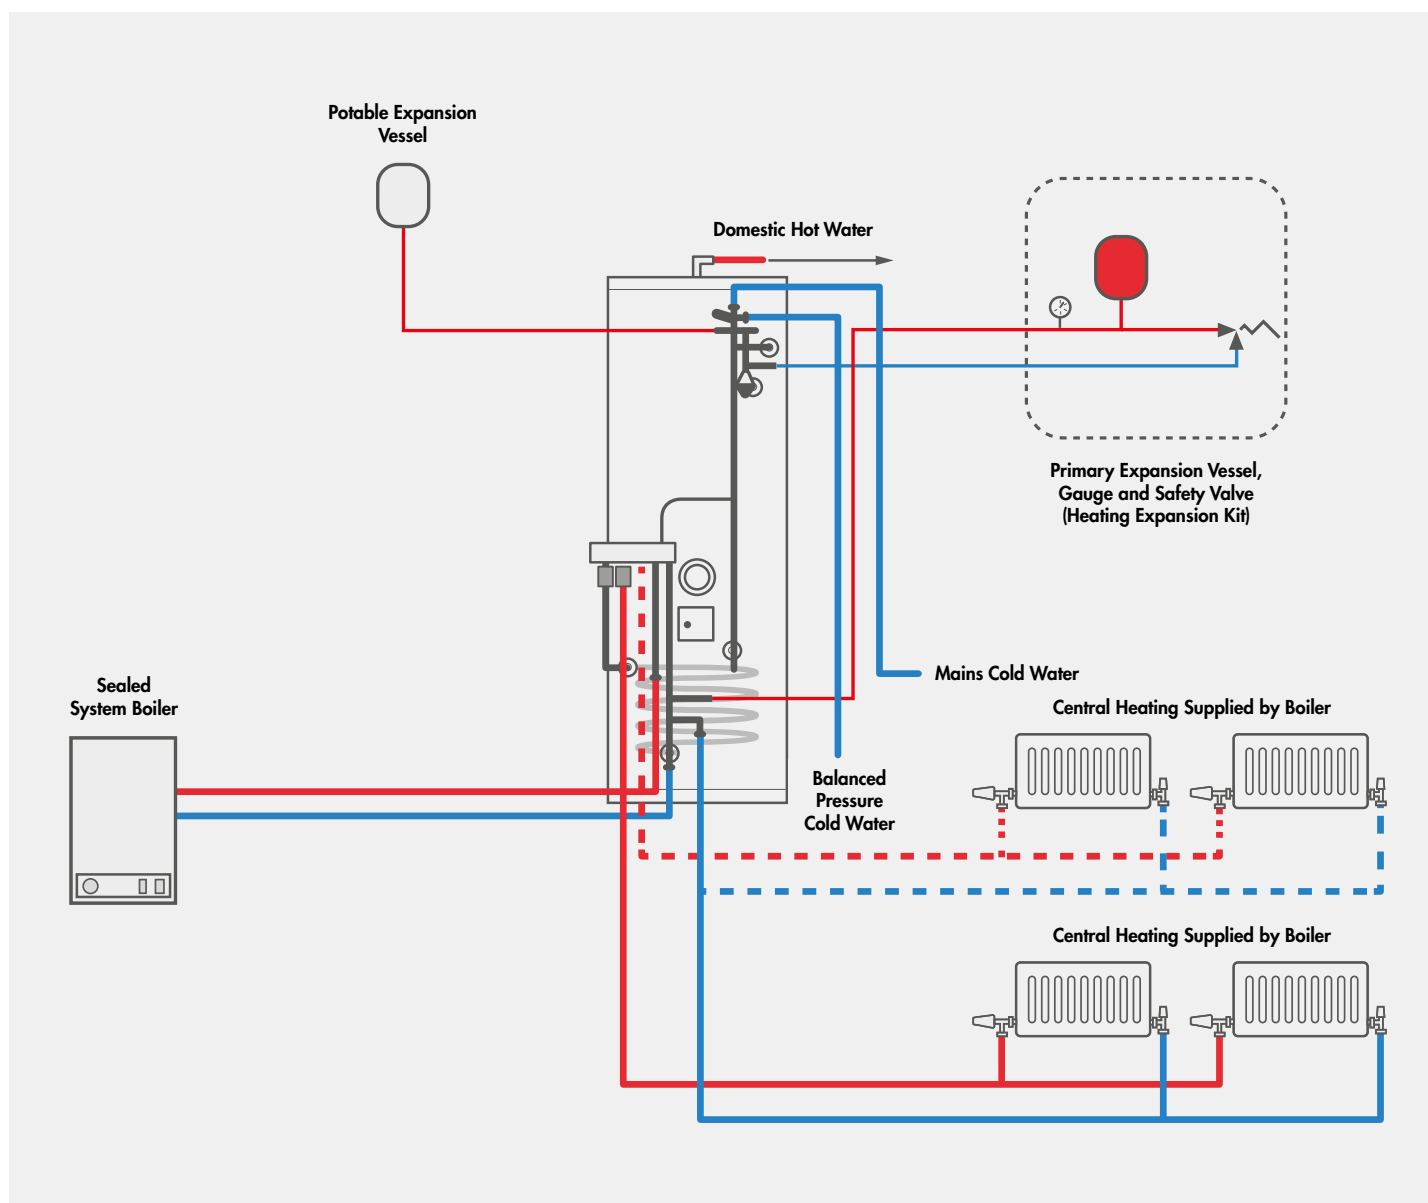 Potable Expansion
Vessel
Domestic Hot Water
Primary Expansion Vessel,
Gauge and Safety Valve
(Heating Expansion Kit)
Mains Cold Water
Sealed
System Boiler
Central Heating Supplied by Boiler
Balanced
Pressure
Cold Water
Central Heating Supplied by Boiler